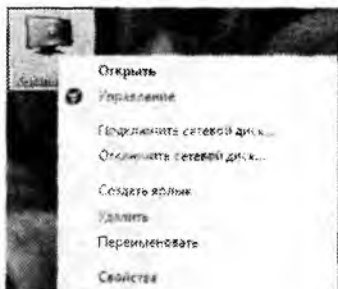 Открыть
Управление
Подключить сетевой диск...
Отключить сетевой диск...
Создать ярлык
Удалить
Переименовать
Свойства